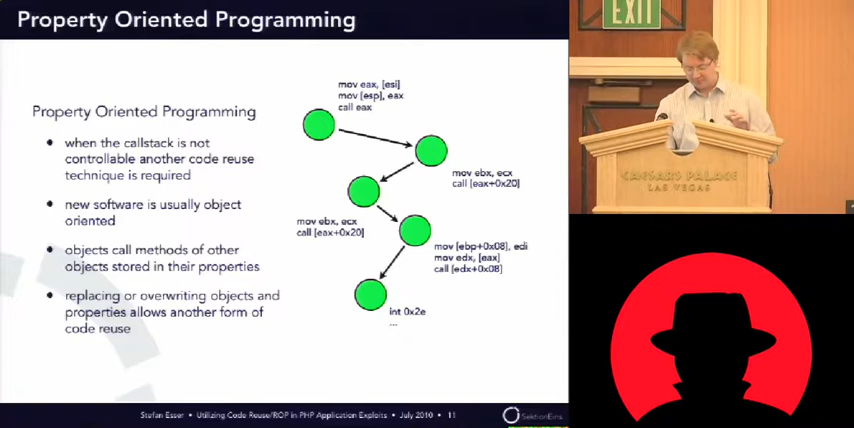 Property Oriented Programming
EXIT
Property Oriented Programming
when the callstack is not
controllable another code reuse
technique is required
new software is usually object
oriented
objects call methods of other
objects stored in their properties
replacing or overwriting objects and
properties allows another form of
code reuse
mov eax, [esi]
mov [esp], eax
call eax
mov ebx, ecx
call [eax+0x20]
mov ebx, ecx
call [eax+0x20]
mov [ebp+0x08], edi
mov edx, [eax]
call [edx+0x08]
int 0x2e
...
CAESARS PALACE
LAS VEGAS
Stefan Esser • Utilizing Code Reuse/ROP in PHP Application Exploits • July 2010 • 11
SektionEins